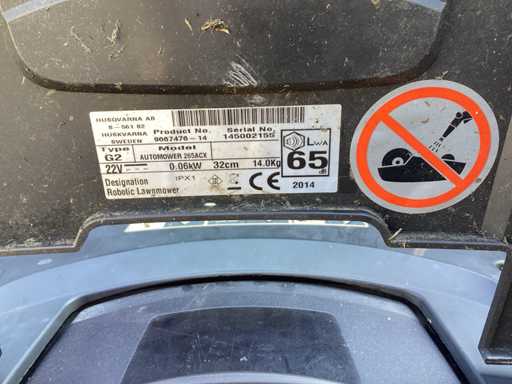 HUSQVARNA AB
S-561 82
HUSKVARNA
SWEDEN
Product No. Serial No.
9667476-14 145002155
Type Model
G2 AUTOMOWER 265ACX
22V 0.06kW 32cm 14.0Kg
Designation IPX1
Robotic Lawnmower
LWA
65
dB
CE 2014